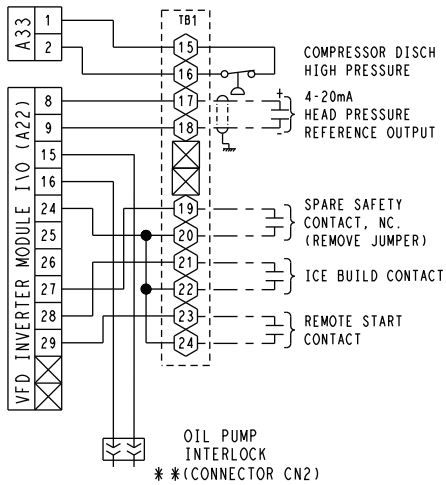 TB1
A33
1
2
15
16
COMPRESSOR DISCH
HIGH PRESSURE
VFD INVERTER MODULE I\O (A22)
8
9
15
16
24
25
26
27
28
29
17
18
19
20
21
22
23
24
+
4-20mA
HEAD PRESSURE
REFERENCE OUTPUT
SPARE SAFETY
CONTACT, NC.
(REMOVE JUMPER)
ICE BUILD CONTACT
REMOTE START
CONTACT
OIL PUMP
INTERLOCK
**(CONNECTOR CN2)